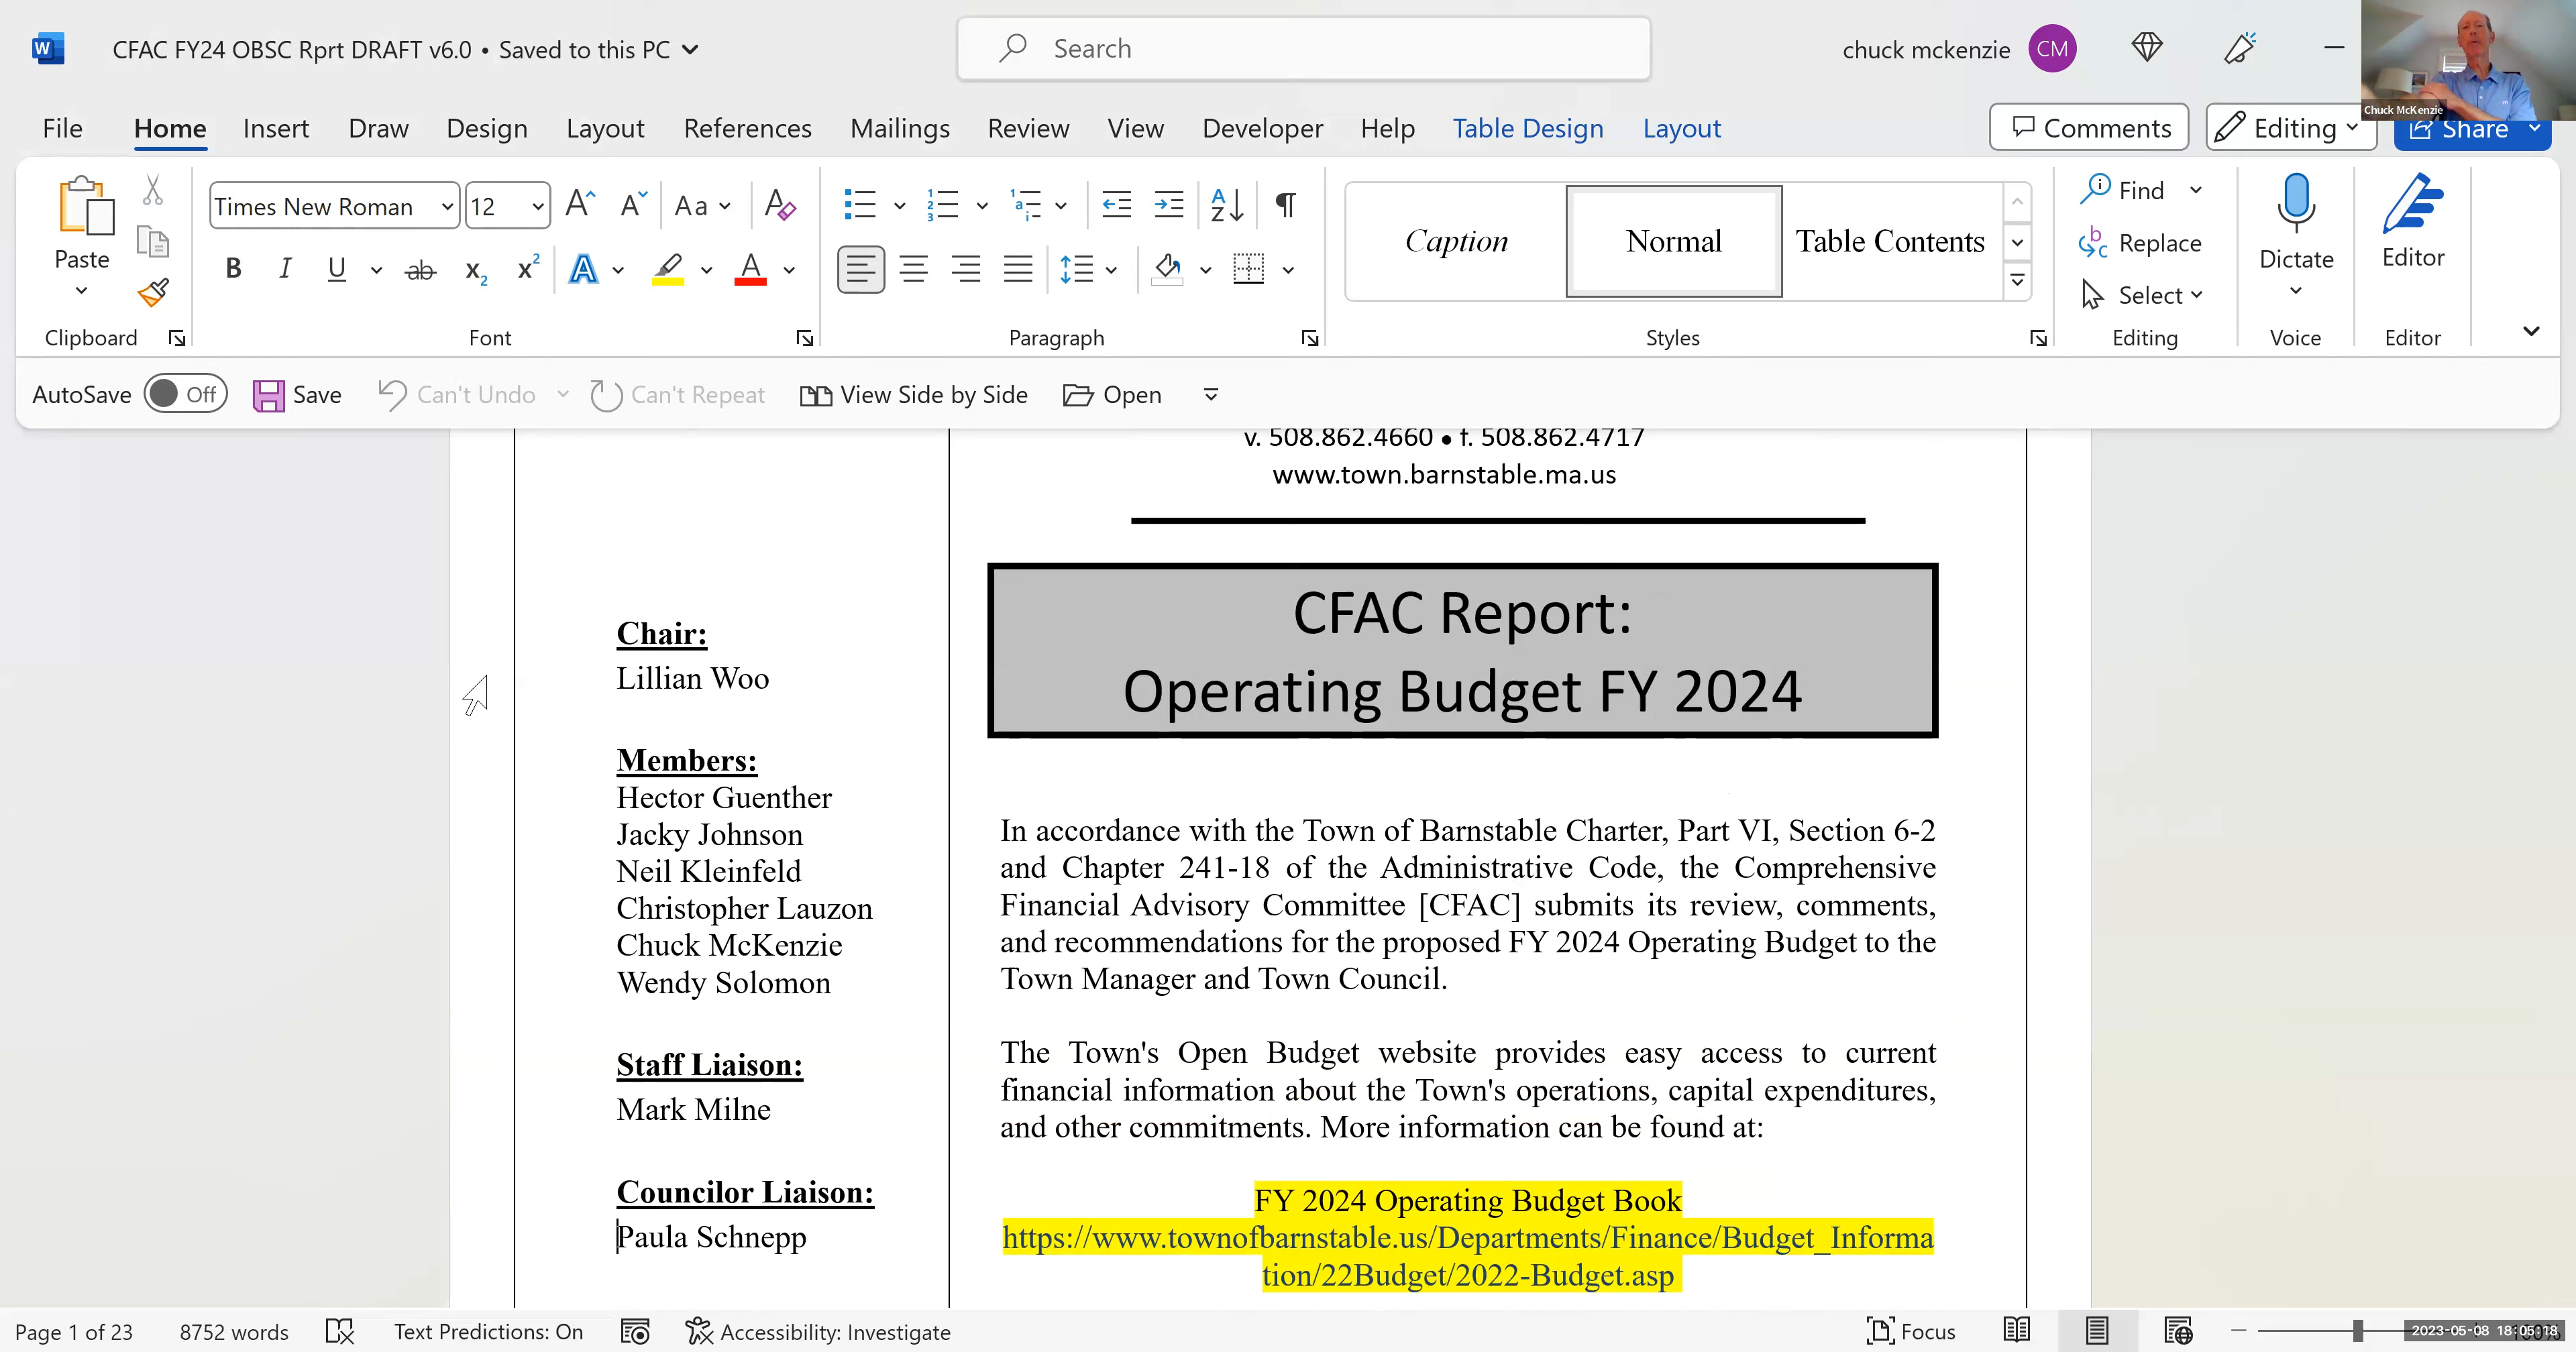 CFAC FY24 OBSC Rprt DRAFT v6.0 • Saved to this PC
Search
chuck mckenzie CM
Chuck McKenzie
File Home Insert Draw Design Layout References Mailings Review View Developer Help Table Design Layout
Comments Editing Share
Paste
Times New Roman 12
Caption Normal Table Contents
Find
Replace
Select
Dictate
Editor
Clipboard Font Paragraph Styles Editing Voice Editor
AutoSave Off Save Can't Undo Can't Repeat View Side by Side Open
v. 508.862.4660 • f. 508.862.4717
www.town.barnstable.ma.us
CFAC Report:
Operating Budget FY 2024
Chair:
Lillian Woo
Members:
Hector Guenther
Jacky Johnson
Neil Kleinfeld
Christopher Lauzon
Chuck McKenzie
Wendy Solomon
Staff Liaison:
Mark Milne
Councilor Liaison:
Paula Schnepp
In accordance with the Town of Barnstable Charter, Part VI, Section 6-2
and Chapter 241-18 of the Administrative Code, the Comprehensive
Financial Advisory Committee [CFAC] submits its review, comments,
and recommendations for the proposed FY 2024 Operating Budget to the
Town Manager and Town Council.
The Town's Open Budget website provides easy access to current
financial information about the Town's operations, capital expenditures,
and other commitments. More information can be found at:
FY 2024 Operating Budget Book
https://www.townofbarnstable.us/Departments/Finance/Budget_Informa
tion/22Budget/2022-Budget.asp
Page 1 of 23 8752 words Text Predictions: On Accessibility: Investigate Focus
2023-05-08 18:05:18